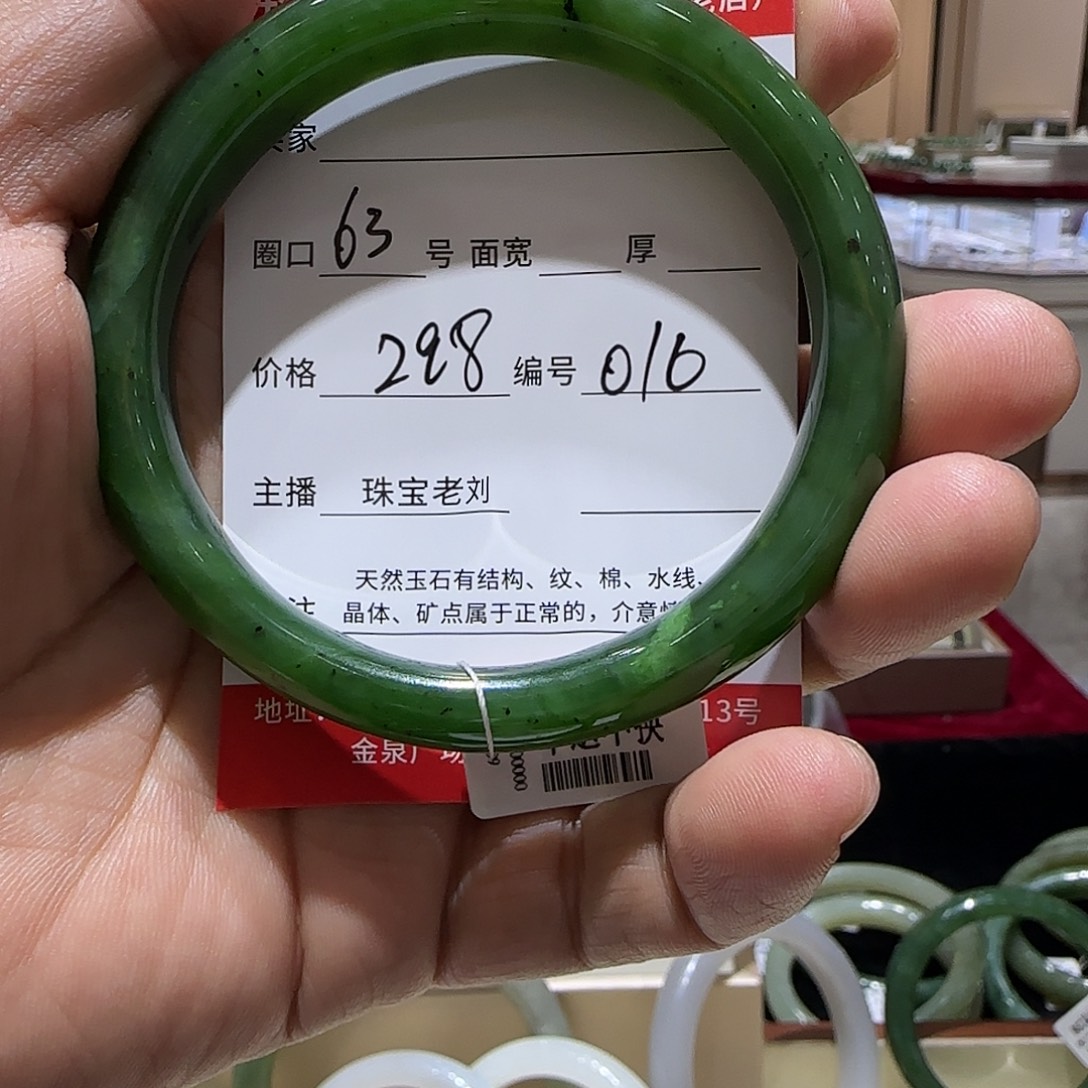 家
圈口 63 号 面宽 厚
价格 298 编号 010
主播 珠宝老刘
天然玉石有结构、纹、棉、水线、
晶体、矿点属于正常的，介意
地址: 13号
金泉广场
00000